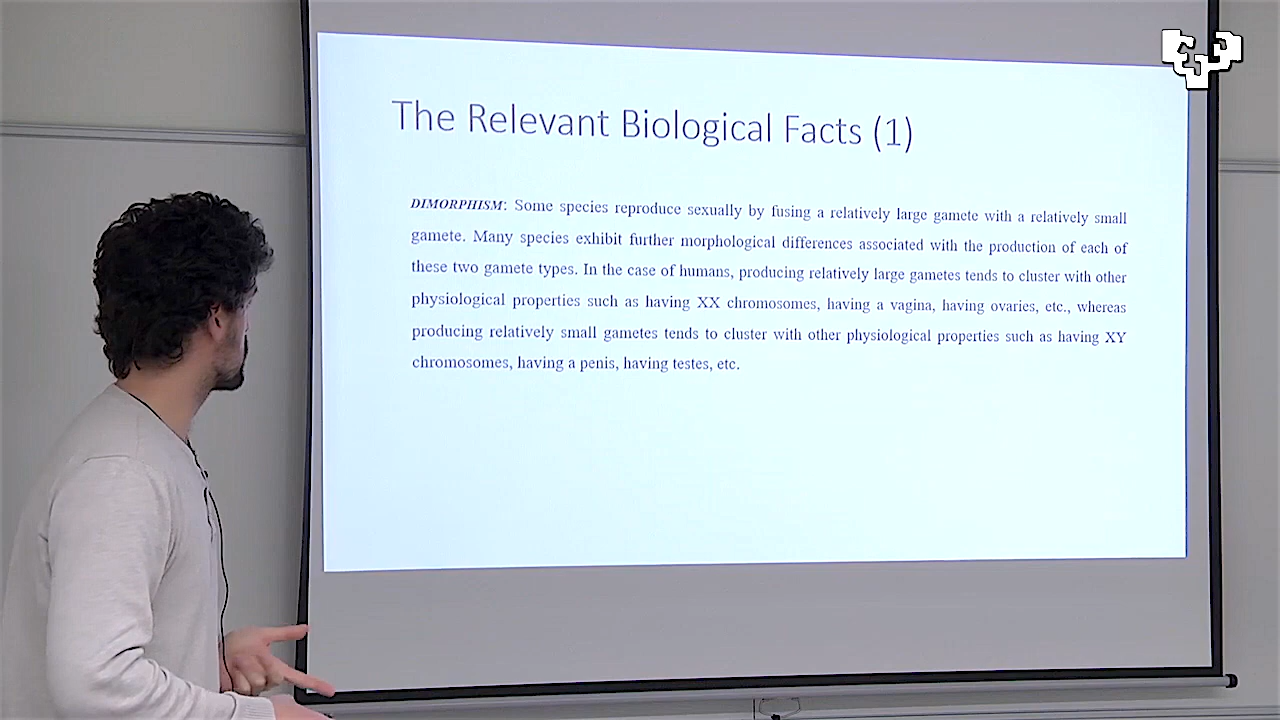 The Relevant Biological Facts (1)
DIMORPHISM: Some species reproduce sexually by fusing a relatively large gamete with a relatively small
gamete. Many species exhibit further morphological differences associated with the production of each of
these two gamete types. In the case of humans, producing relatively large gametes tends to cluster with other
physiological properties such as having XX chromosomes, having a vagina, having ovaries, etc., whereas
producing relatively small gametes tends to cluster with other physiological properties such as having XY
chromosomes, having a penis, having testes, etc.